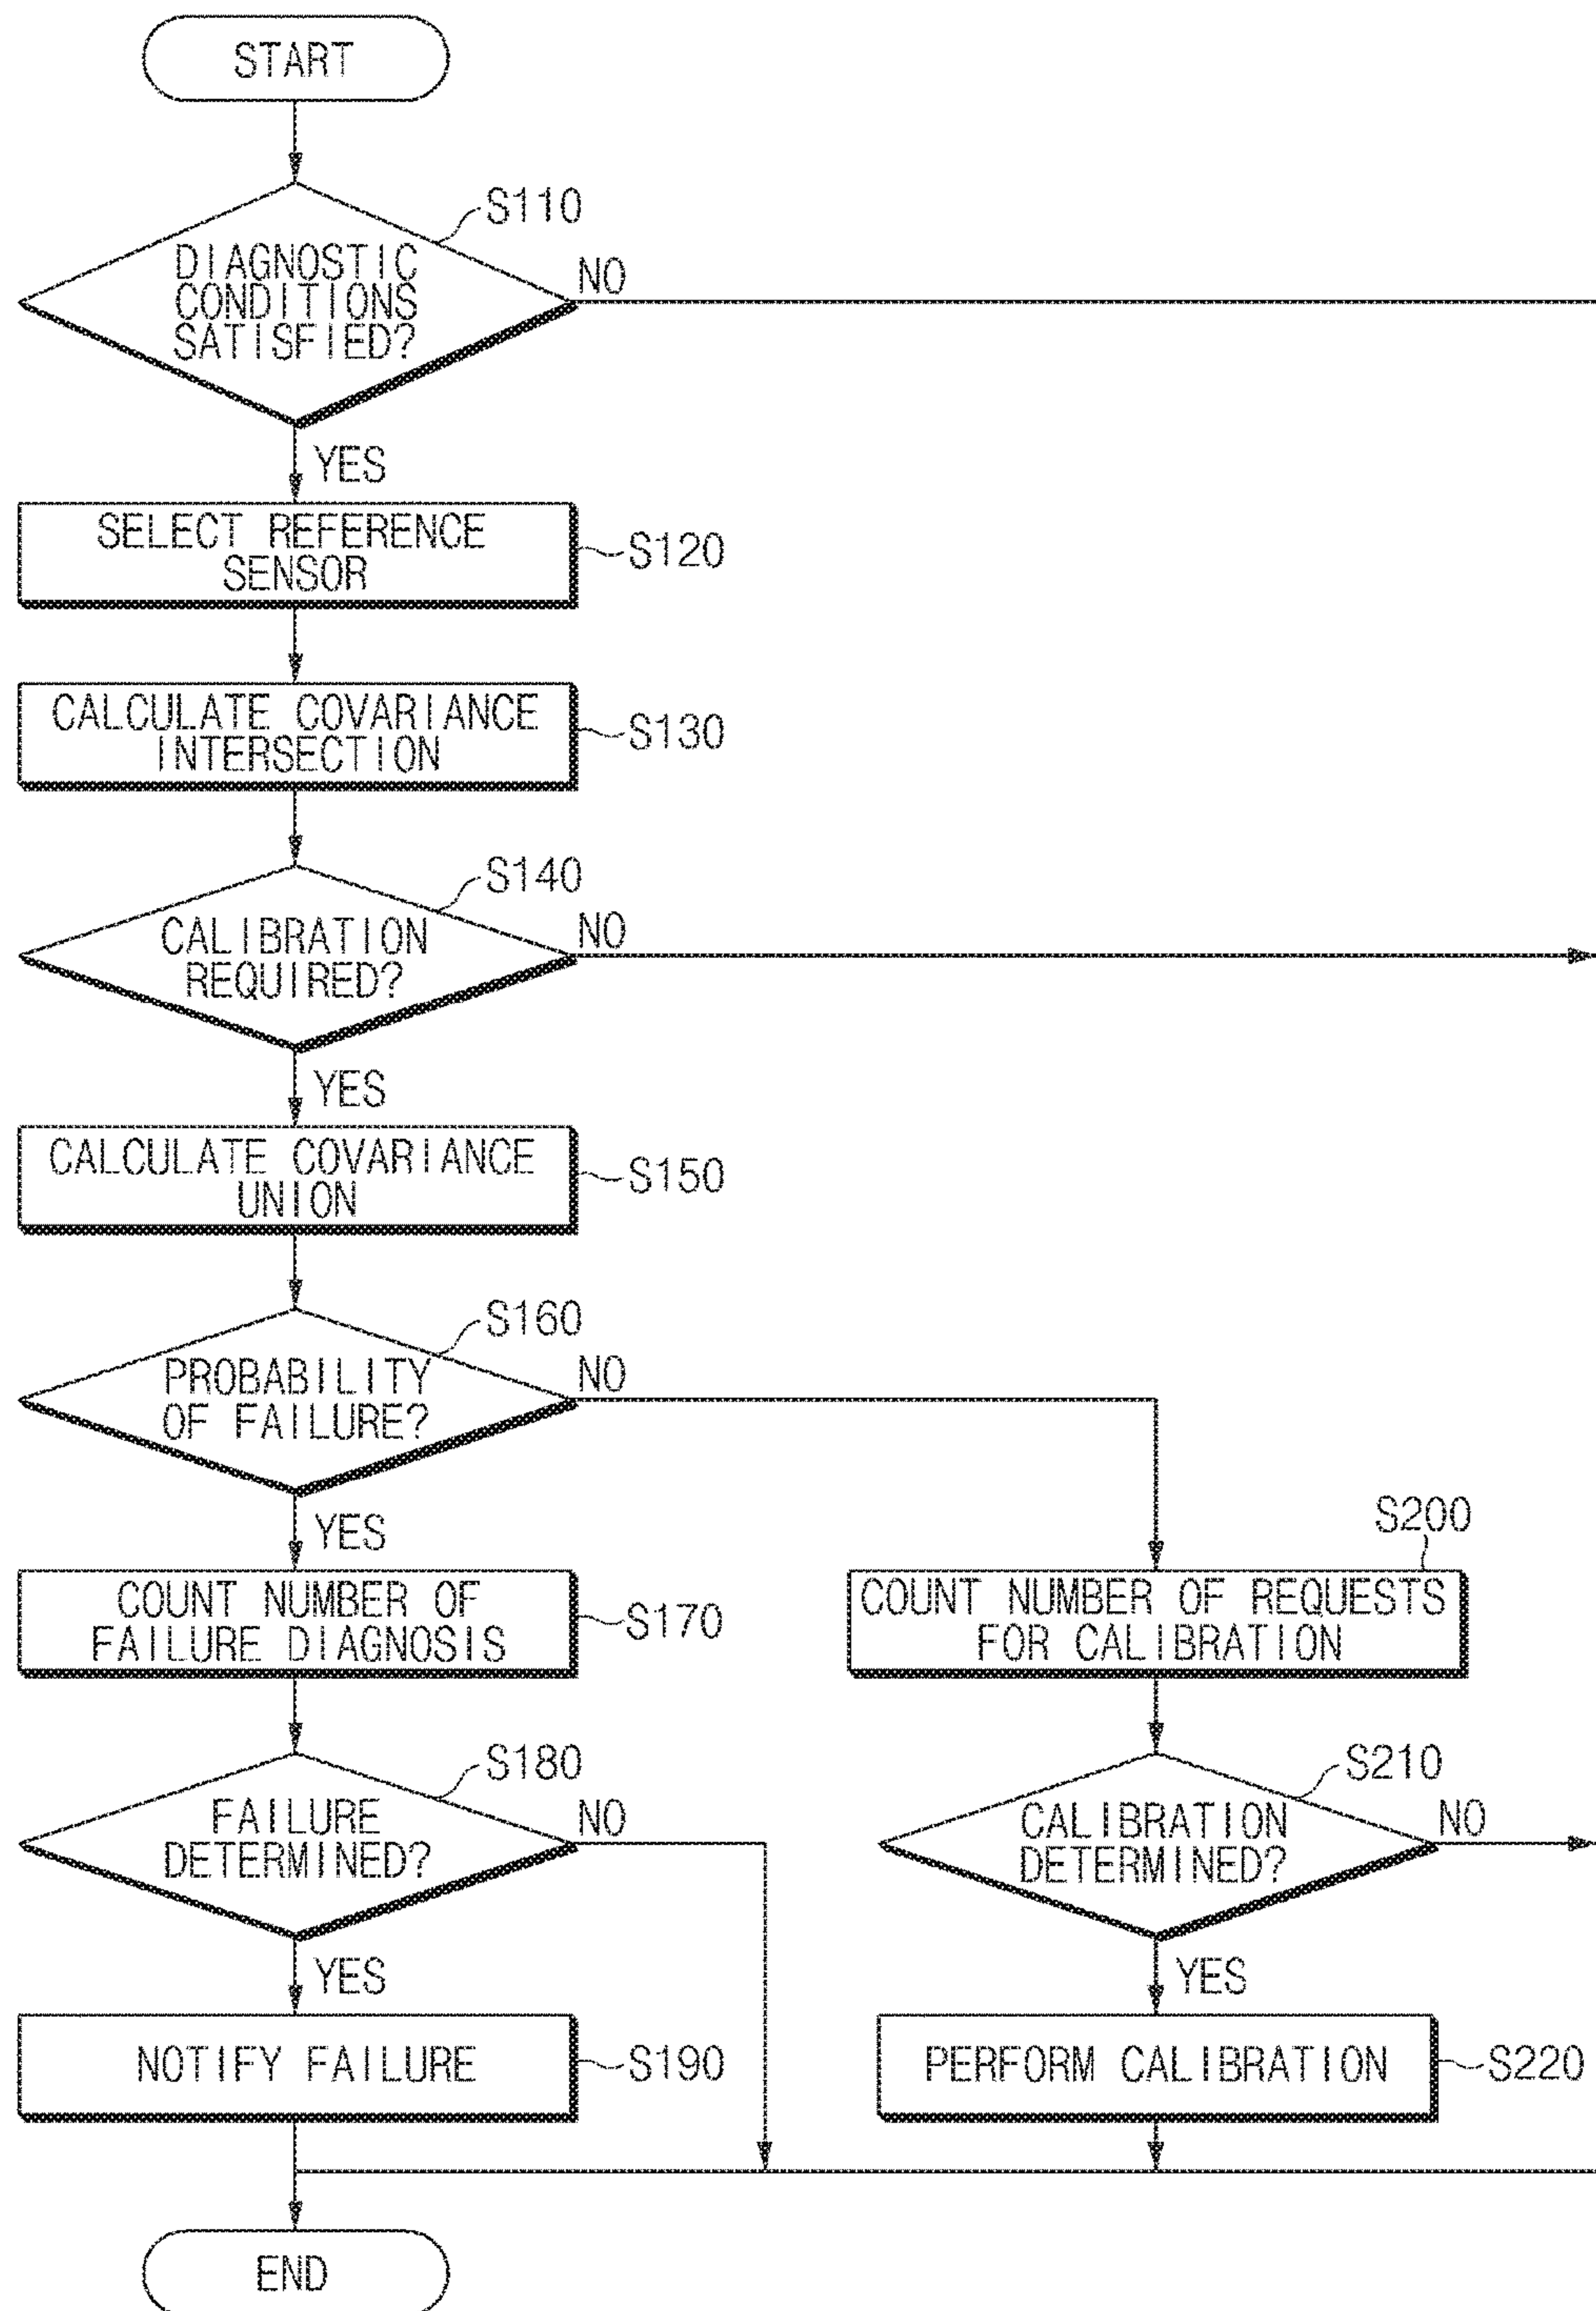 START
S110
DIAGNOSTIC
CONDITIONS
SATISFIED?
NO
YES
SELECT REFERENCE
SENSOR
S120
CALCULATE COVARIANCE
INTERSECTION
S130
S140
CALIBRATION
REQUIRED?
NO
YES
CALCULATE COVARIANCE
UNION
S150
S160
PROBABILITY
OF FAILURE?
NO
YES
COUNT NUMBER OF
FAILURE DIAGNOSIS
S170
S200
COUNT NUMBER OF REQUESTS
FOR CALIBRATION
S180
FAILURE
DETERMINED?
NO
YES
S210
CALIBRATION
DETERMINED?
NO
YES
NOTIFY FAILURE
S190
PERFORM CALIBRATION
S220
END